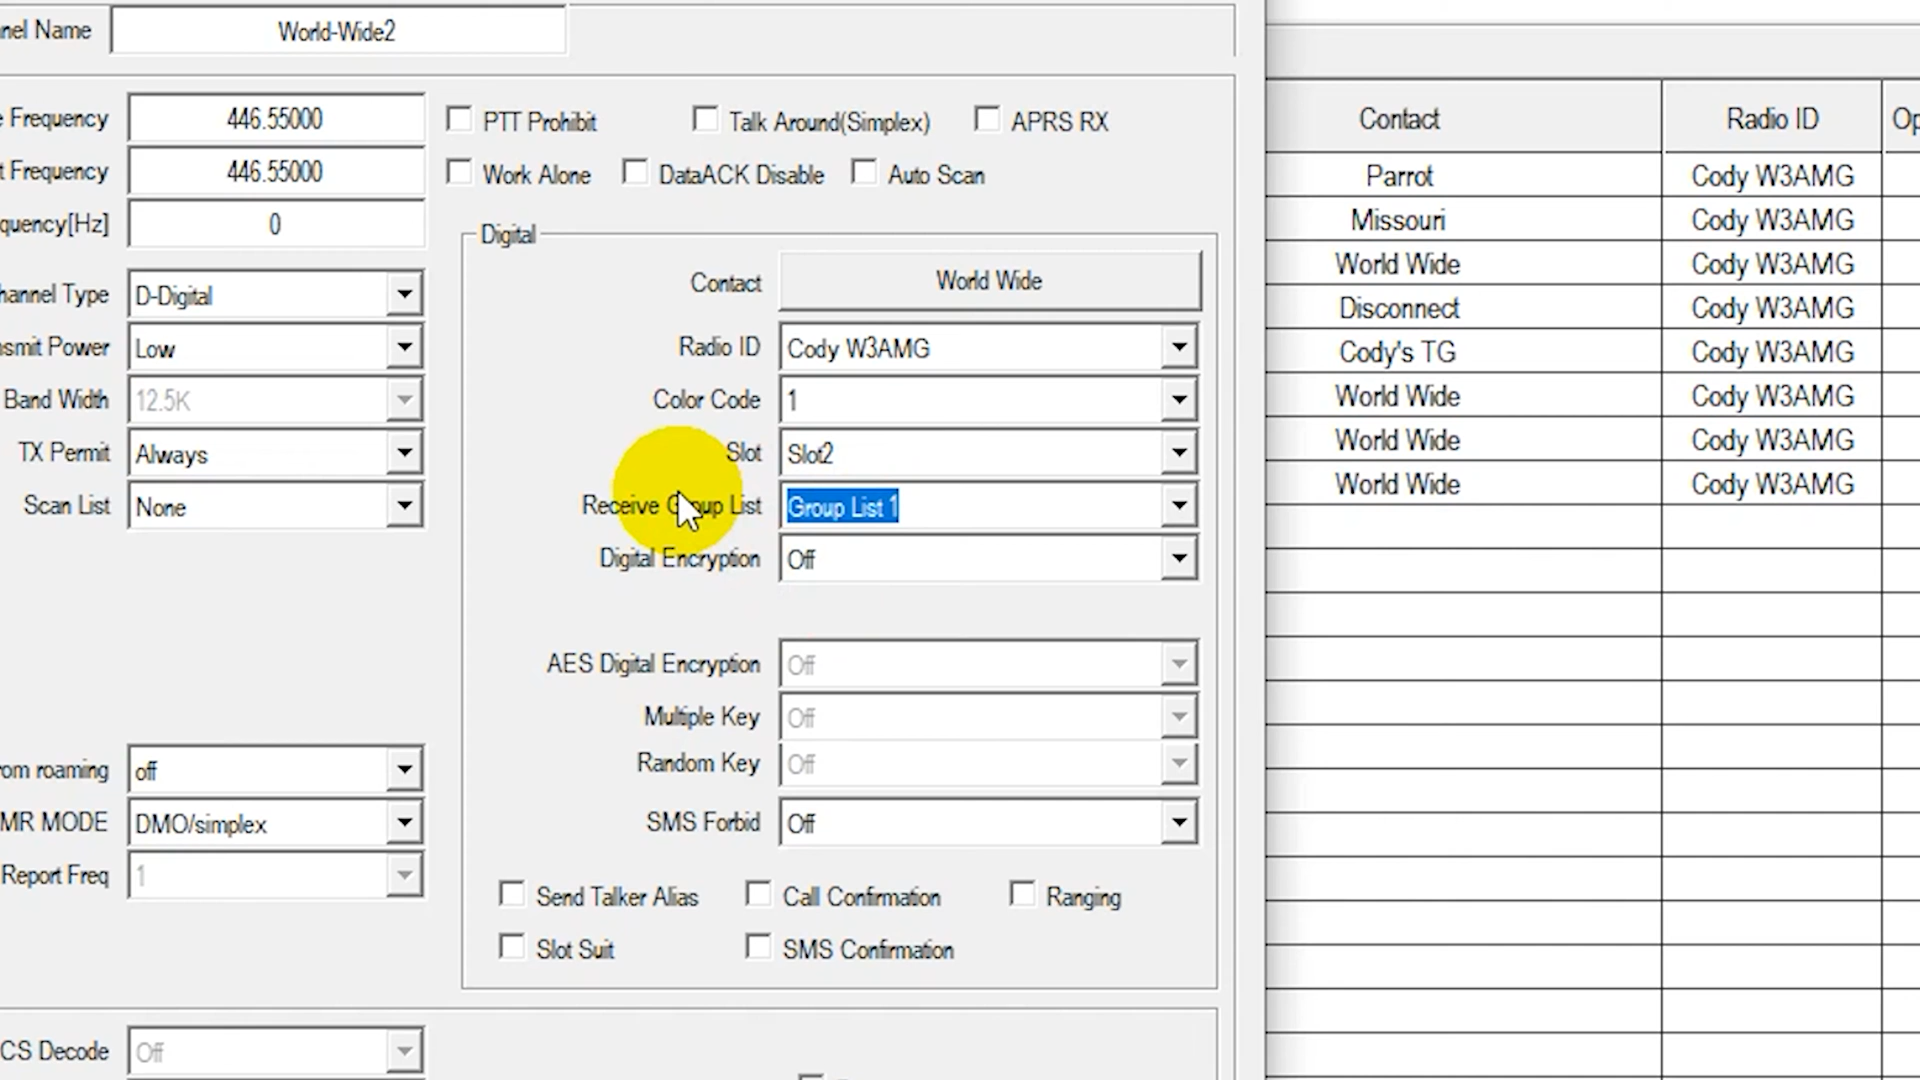 nel Name World-Wide2
e Frequency 446.55000
t Frequency 446.55000
quency[Hz] 0
hannel Type D-Digital
nsmit Power Low
Band Width 12.5K
TX Permit Always
Scan List None
om roaming off
MR MODE DMO/simplex
Report Freq 1
CS Decode Off
PTT Prohibit Talk Around(Simplex) APRS RX
Work Alone DataACK Disable Auto Scan
Digital
Contact World Wide
Radio ID Cody W3AMG
Color Code 1
Slot Slot2
Receive Group List Group List 1
Digital Encryption Off
AES Digital Encryption Off
Multiple Key Off
Random Key Off
SMS Forbid Off
Send Talker Alias Call Confirmation Ranging
Slot Suit SMS Confirmation
Contact Radio ID Op
Parrot Cody W3AMG
Missouri Cody W3AMG
World Wide Cody W3AMG
Disconnect Cody W3AMG
Cody's TG Cody W3AMG
World Wide Cody W3AMG
World Wide Cody W3AMG
World Wide Cody W3AMG